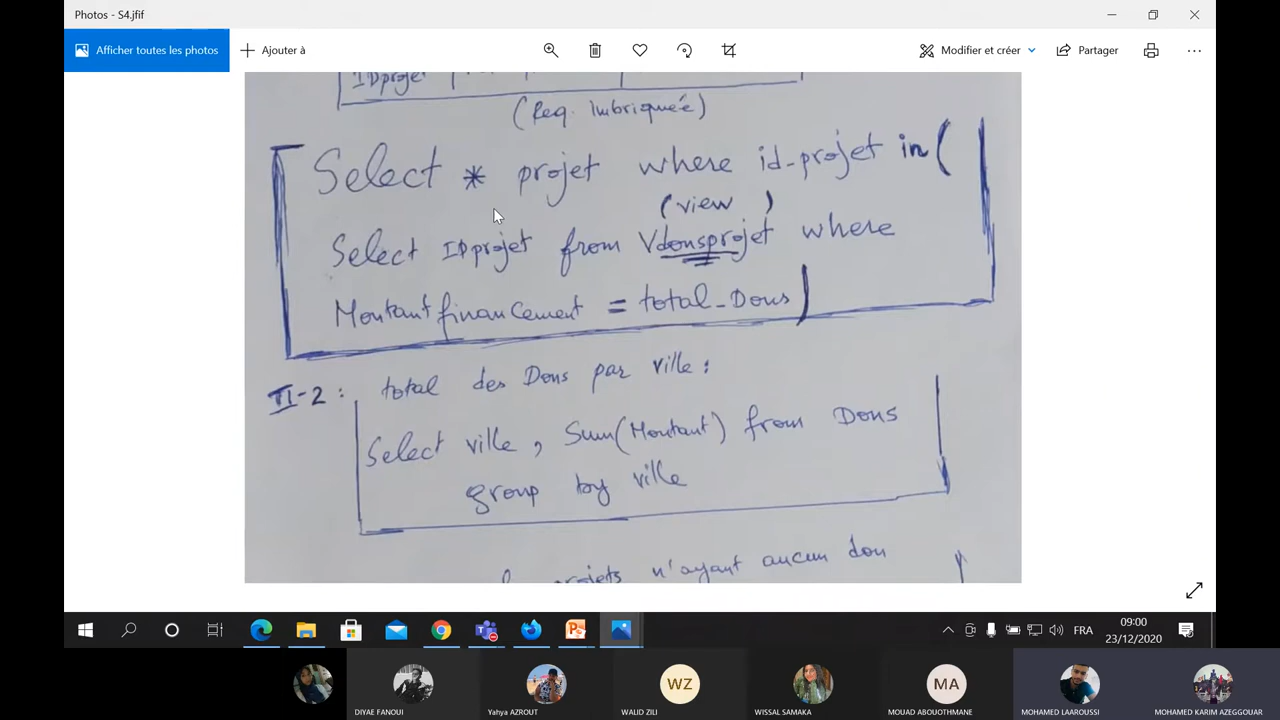 Photos - S4.jfif
Afficher toutes les photos
Ajouter à
Modifier et créer
Partager
IDprojet
(Req. Imbriqueé)
Select * projet where id-projet in(
(view )
Select IDprojet from Vdonsprojet where
Montantfinancement = total_Dons)
II-2 : total des Dons par ville :
Select ville , Sum(Montant) from Dons
group by ville
projets n'ayant aucun don
FRA
09:00
23/12/2020
DIYAE FANOUI
Yahya AZROUT
WZ
WALID ZILI
WISSAL SAMAKA
MA
MOUAD ABOUOTHMANE
MOHAMED LAAROUSSI
MOHAMED KARIM AZEGGOUAR